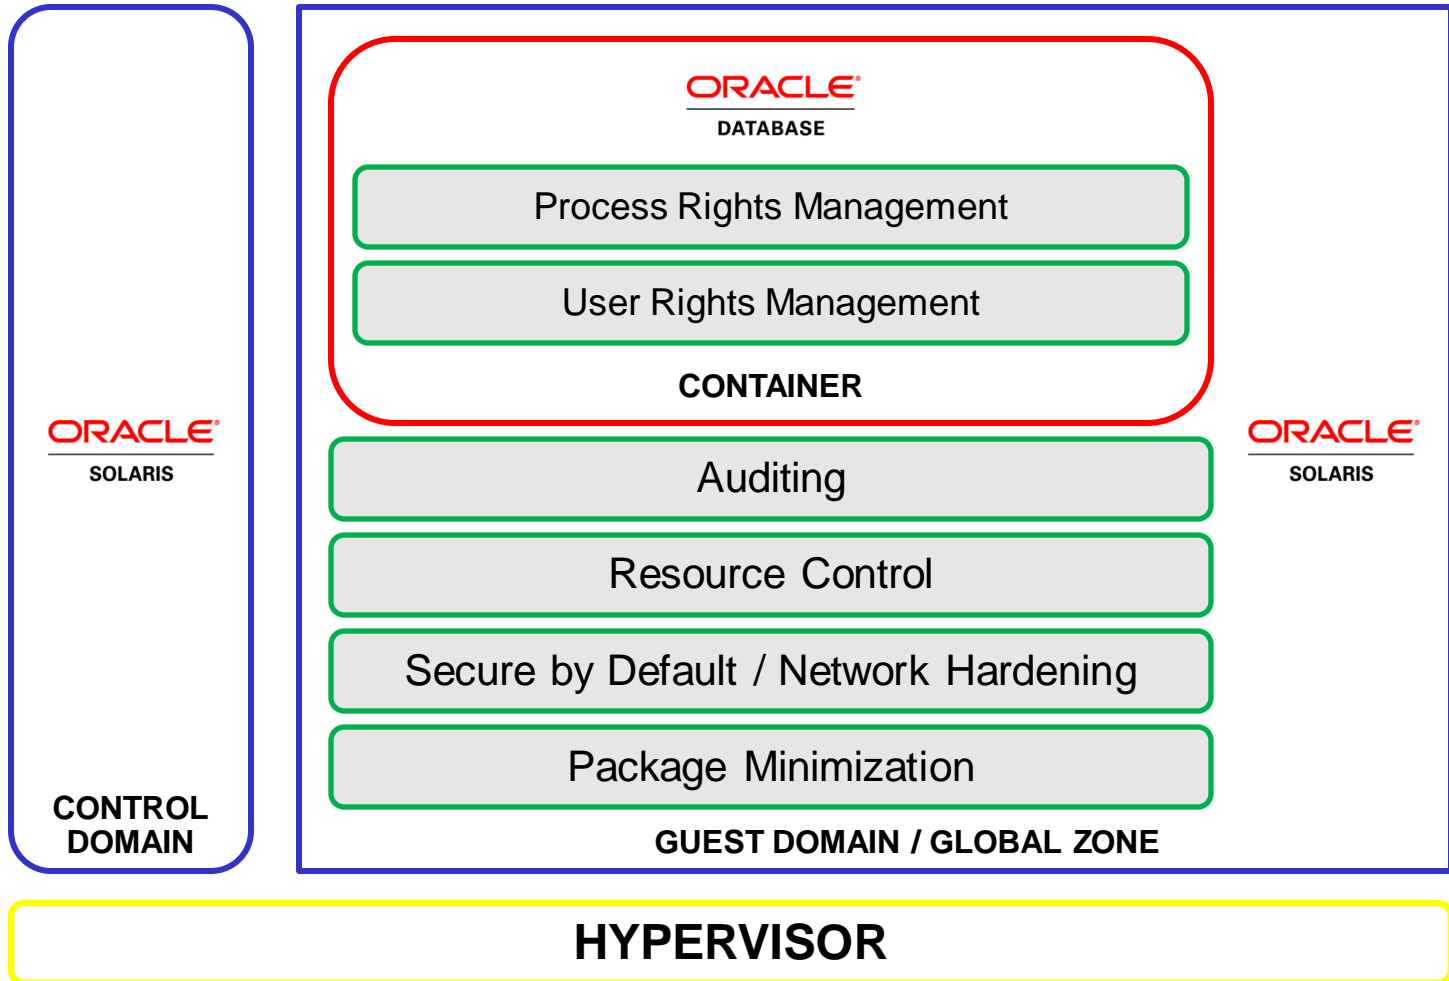 ORACLE®
DATABASE
Process Rights Management
User Rights Management
CONTAINER
ORACLE®
SOLARIS
ORACLE®
SOLARIS
Auditing
Resource Control
Secure by Default / Network Hardening
Package Minimization
CONTROL
DOMAIN
GUEST DOMAIN / GLOBAL ZONE
HYPERVISOR